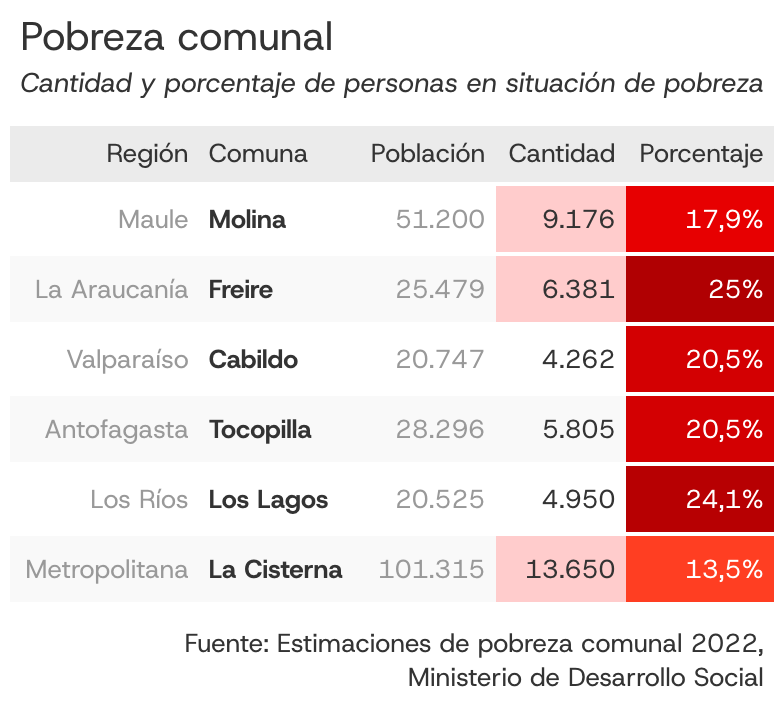 Pobreza comunal
Cantidad y porcentaje de personas en situación de pobreza
Región Comuna Población Cantidad Porcentaje
Maule Molina 51.200 9.176 17,9%
La Araucanía Freire 25.479 6.381 25%
Valparaíso Cabildo 20.747 4.262 20,5%
Antofagasta Tocopilla 28.296 5.805 20,5%
Los Ríos Los Lagos 20.525 4.950 24,1%
Metropolitana La Cisterna 101.315 13.650 13,5%
Fuente: Estimaciones de pobreza comunal 2022,
Ministerio de Desarrollo Social